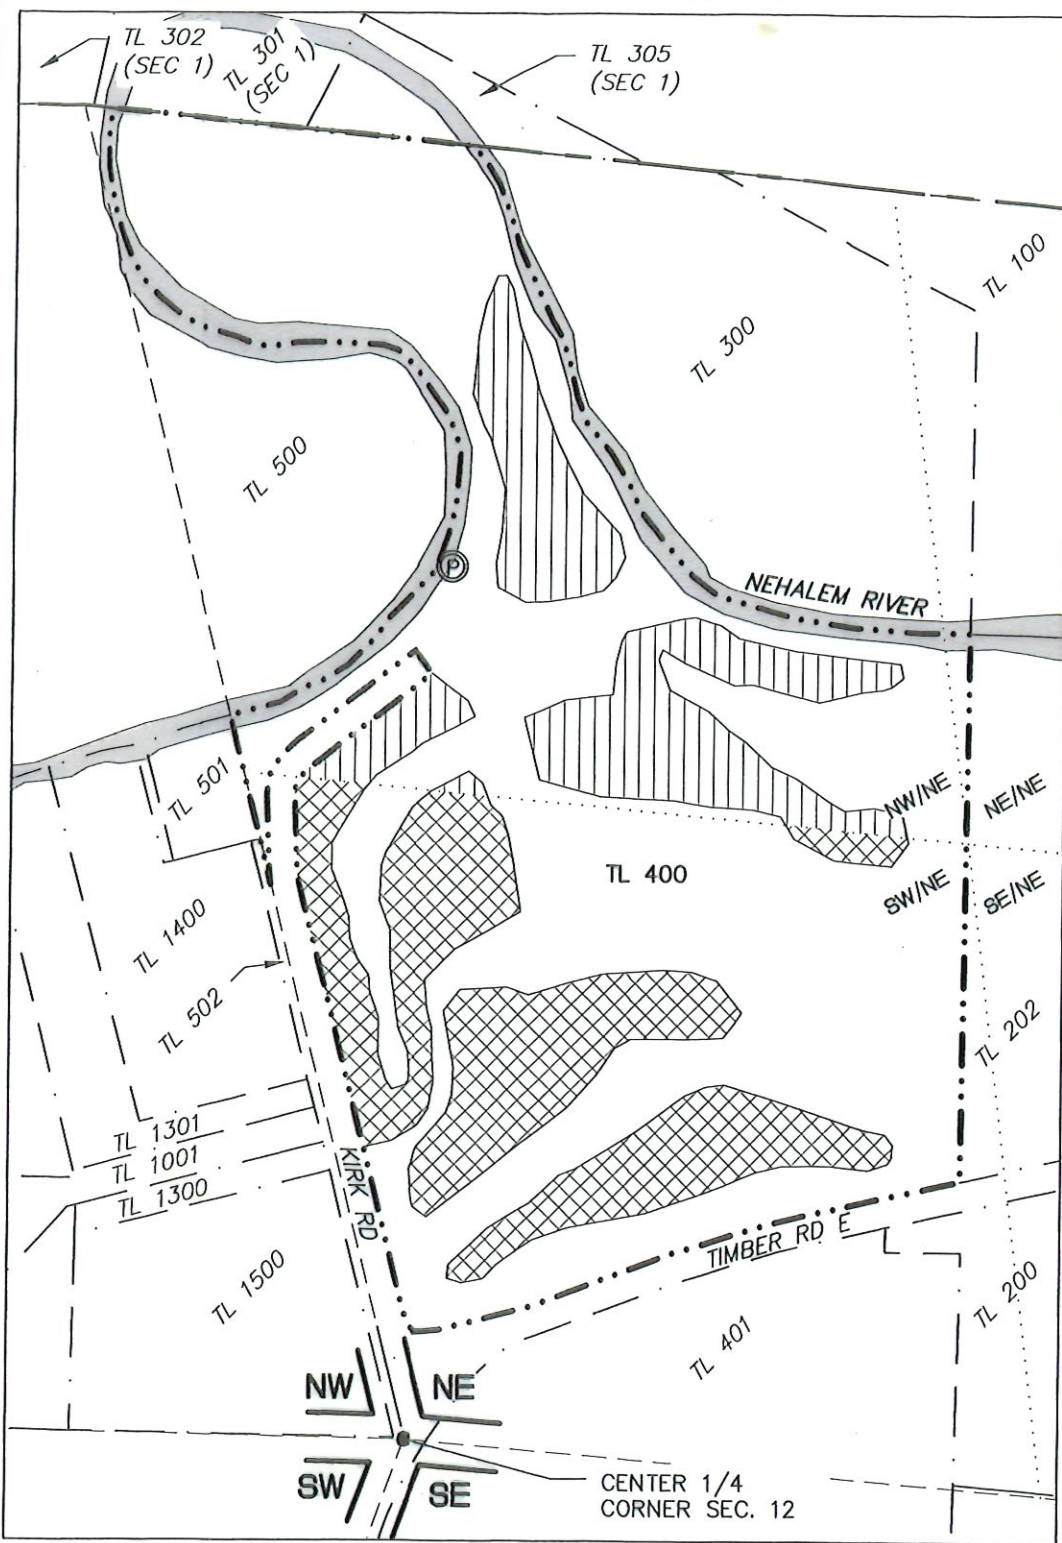 TL 302
(SEC 1)
TL 301
(SEC 1)
TL 305
(SEC 1)
TL 100
TL 300
TL 500
P
NEHALEM RIVER
TL 501
NW/NE
NE/NE
TL 400
SW/NE
SE/NE
TL 1400
TL 502
TL 202
TL 1301
TL 1001
TL 1300
KIRK RD
TIMBER RD E
TL 1500
TL 200
TL 401
NW
NE
SW
SE
CENTER 1/4
CORNER SEC. 12